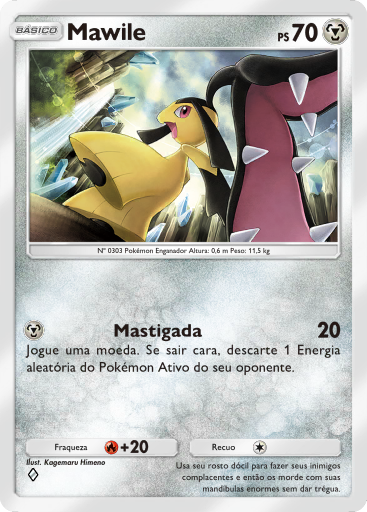 BÁSICO Mawile PS 70
Nº 0303 Pokémon Enganador Altura: 0,6 m Peso: 11,5 kg
Mastigada 20
Jogue uma moeda. Se sair cara, descarte 1 Energia
aleatória do Pokémon Ativo do seu oponente.
Fraqueza +20 Recuo
Ilust. Kagemaru Himeno
Usa seu rosto dócil para fazer seus inimigos
complacentes e então os morde com suas
mandíbulas enormes sem dar trégua.